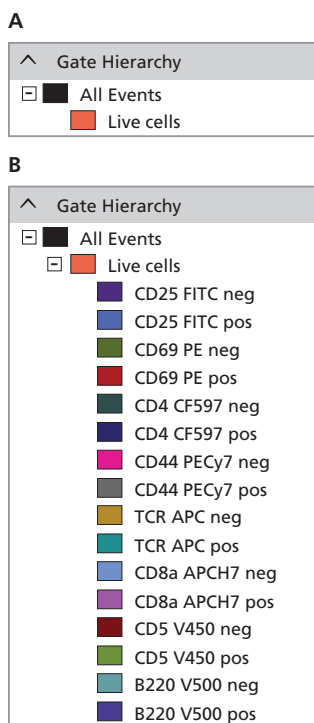 A
Gate Hierarchy
All Events
Live cells
B
Gate Hierarchy
All Events
Live cells
CD25 FITC neg
CD25 FITC pos
CD69 PE neg
CD69 PE pos
CD4 CF597 neg
CD4 CF597 pos
CD44 PECy7 neg
CD44 PECy7 pos
TCR APC neg
TCR APC pos
CD8a APCH7 neg
CD8a APCH7 pos
CD5 V450 neg
CD5 V450 pos
B220 V500 neg
B220 V500 pos